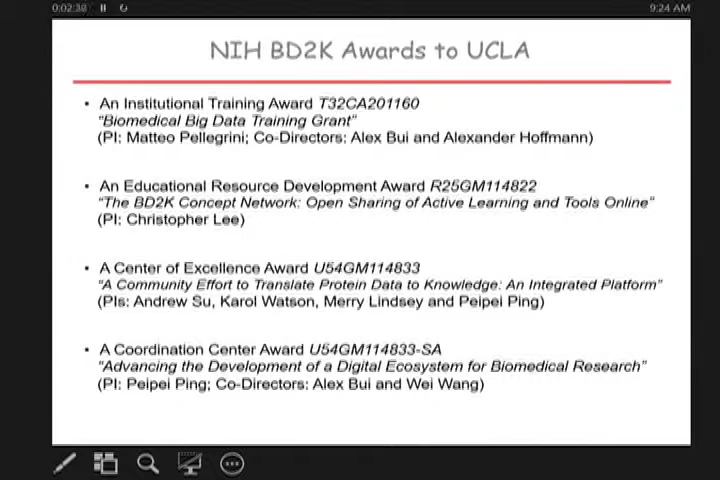 0:02:30
9:24 AM
NIH BD2K Awards to UCLA
• An Institutional Training Award T32CA201160
“Biomedical Big Data Training Grant”
(PI: Matteo Pellegrini; Co-Directors: Alex Bui and Alexander Hoffmann)
• An Educational Resource Development Award R25GM114822
“The BD2K Concept Network: Open Sharing of Active Learning and Tools Online”
(PI: Christopher Lee)
• A Center of Excellence Award U54GM114833
“A Community Effort to Translate Protein Data to Knowledge: An Integrated Platform”
(PIs: Andrew Su, Karol Watson, Merry Lindsey and Peipei Ping)
• A Coordination Center Award U54GM114833-SA
“Advancing the Development of a Digital Ecosystem for Biomedical Research”
(PI: Peipei Ping; Co-Directors: Alex Bui and Wei Wang)